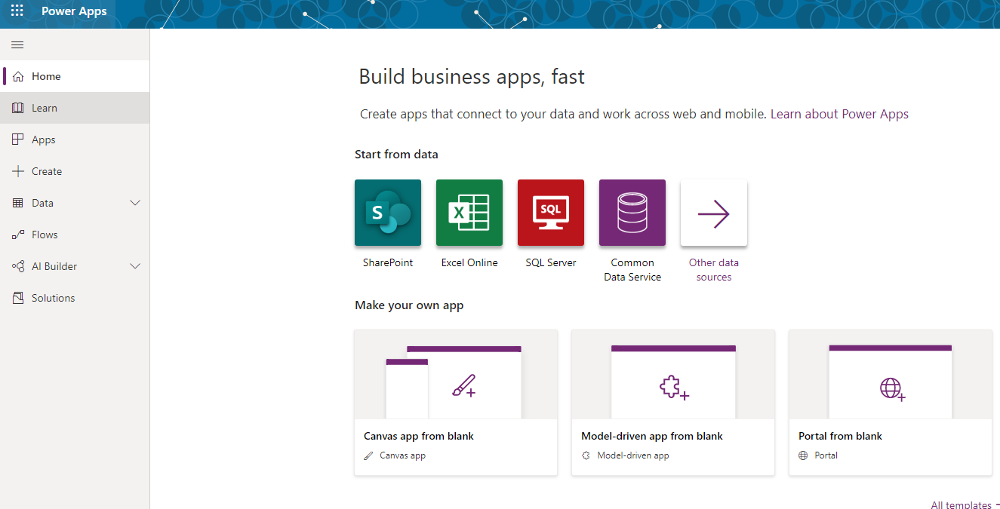 Power Apps
Home
Learn
Apps
Create
Data
Flows
AI Builder
Solutions
Build business apps, fast
Create apps that connect to your data and work across web and mobile. Learn about Power Apps
Start from data
S
X
SQL
SharePoint
Excel Online
SQL Server
Common
Data Service
Other data
sources
Make your own app
Canvas app from blank
Canvas app
Model-driven app from blank
Model-driven app
Portal from blank
Portal
All templates